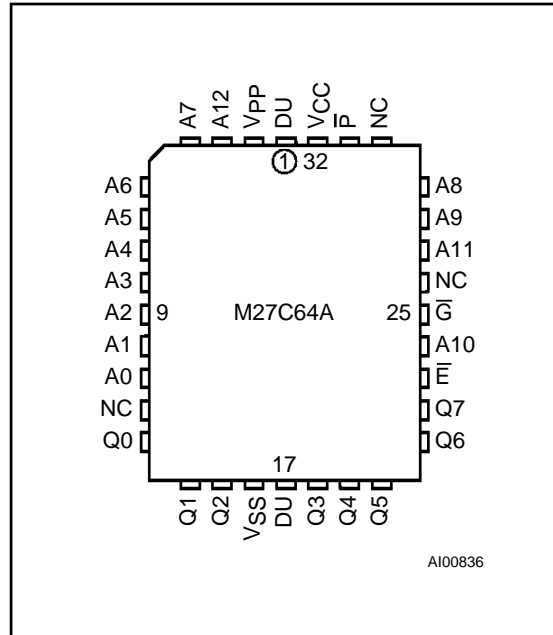 A7 A12 VPP DU VCC P̅ NC
1 32
A6 A8
A5 A9
A4 A11
A3 NC
A2 9 M27C64A 25 G̅
A1 A10
A0 E̅
NC Q7
Q0 Q6
17
Q1 Q2 VSS DU Q3 Q4 Q5
AI00836